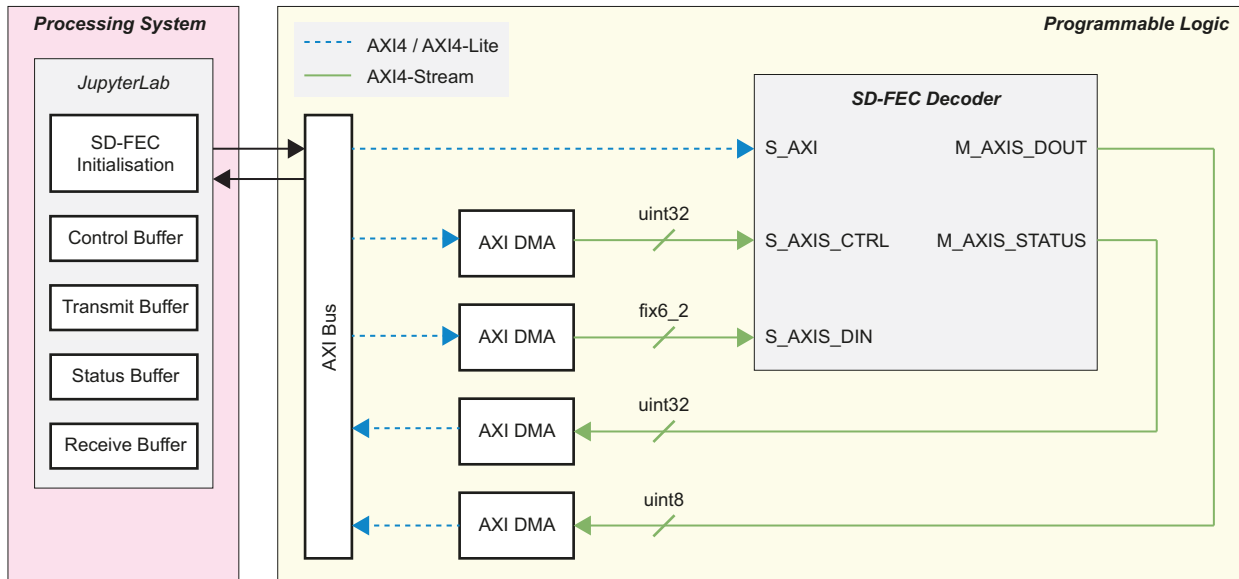 Processing System
Programmable Logic
JupyterLab
AXI4 / AXI4-Lite
AXI4-Stream
SD-FEC Decoder
SD-FEC
Initialisation
S_AXI
M_AXIS_DOUT
Control Buffer
AXI DMA
uint32
S_AXIS_CTRL
M_AXIS_STATUS
Transmit Buffer
AXI Bus
AXI DMA
fix6_2
S_AXIS_DIN
Status Buffer
AXI DMA
uint32
Receive Buffer
AXI DMA
uint8